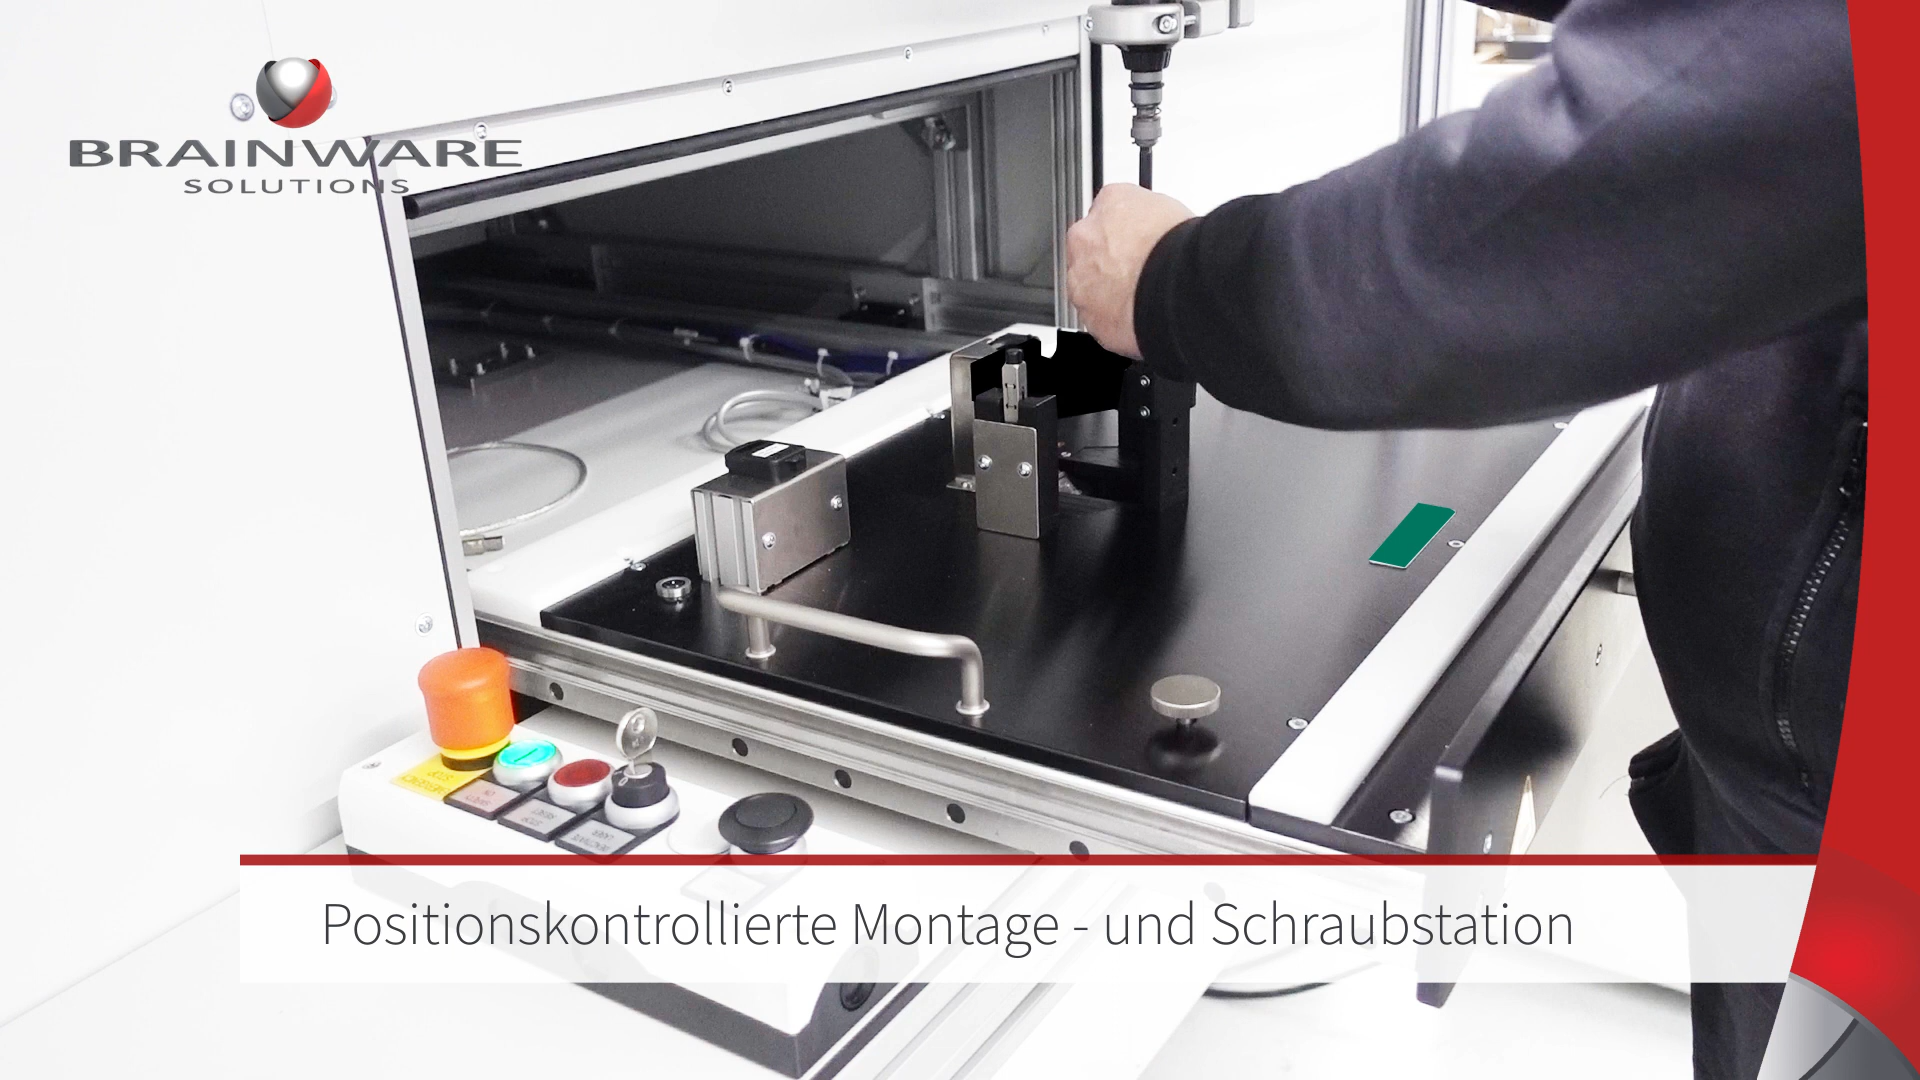 BRAINWARE
SOLUTIONS
Positionskontrollierte Montage - und Schraubstation